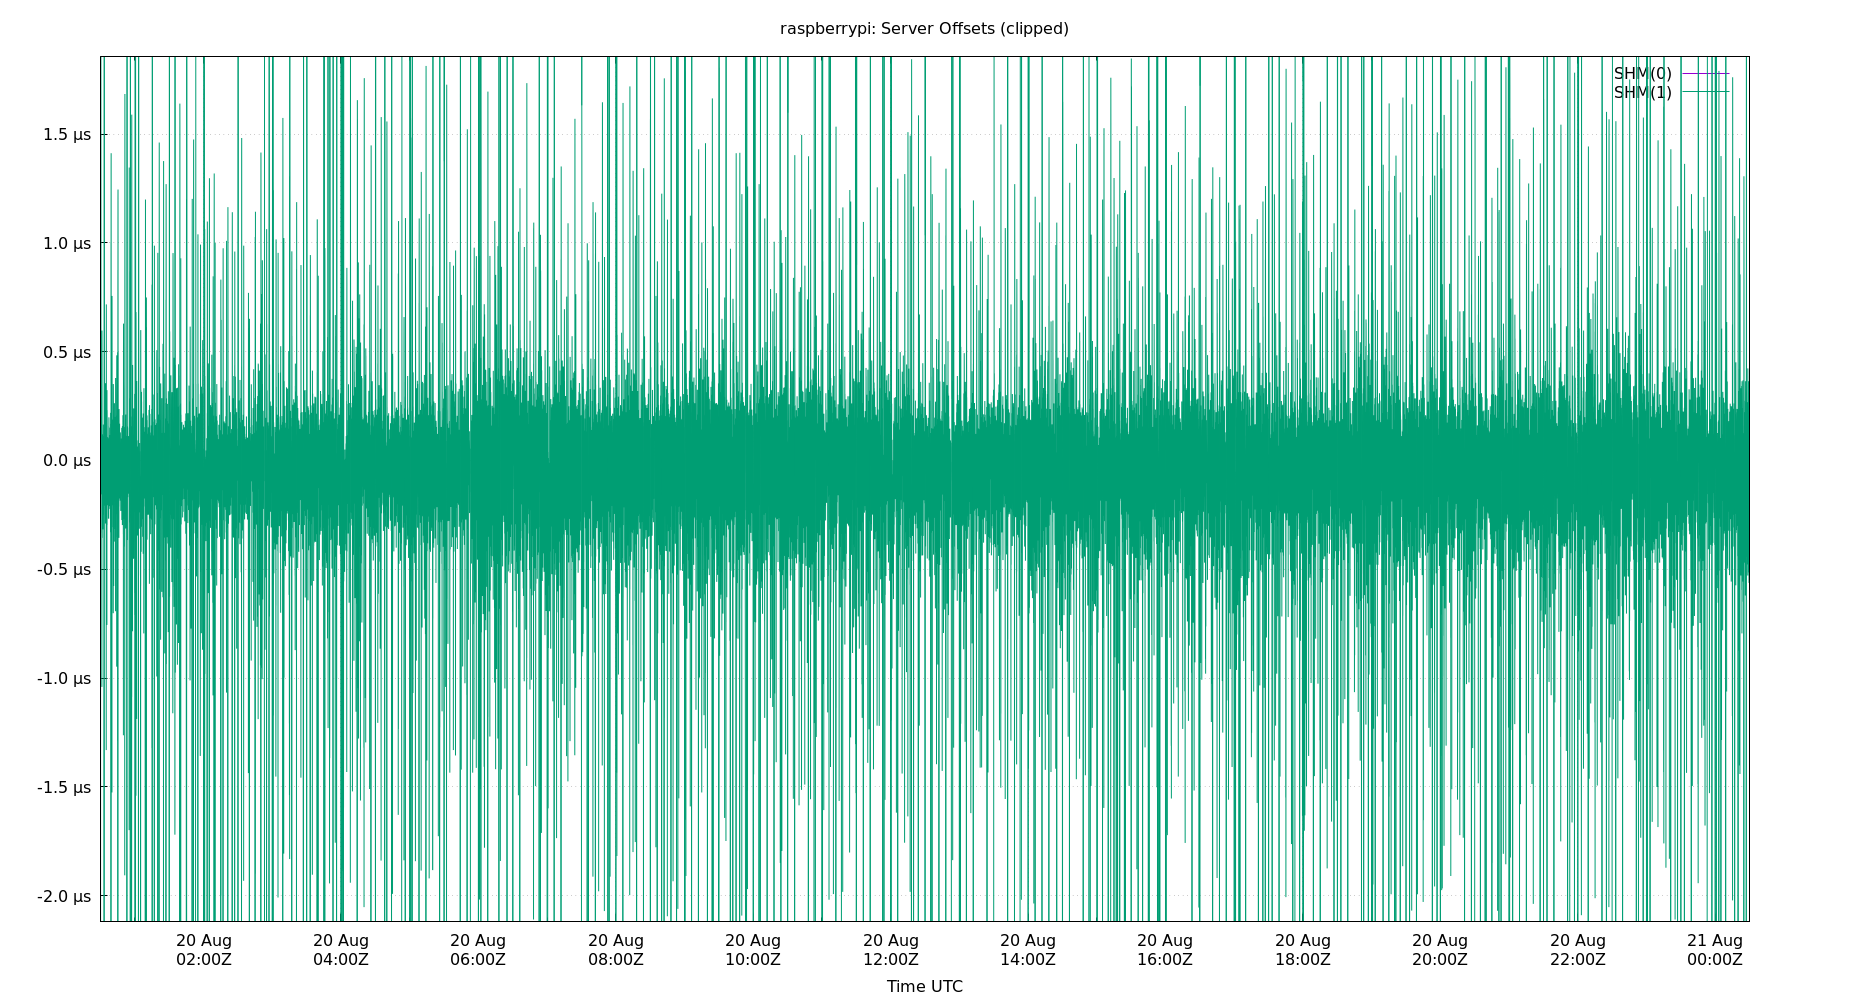 raspberrypi: Server Offsets (clipped)
SHM(0)
SHM(1)
1.5 µs
1.0 µs
0.5 µs
0.0 µs
-0.5 µs
-1.0 µs
-1.5 µs
-2.0 µs
20 Aug 20 Aug 20 Aug 20 Aug 20 Aug 20 Aug 20 Aug 20 Aug 20 Aug 20 Aug 20 Aug 21 Aug
02:00Z 04:00Z 06:00Z 08:00Z 10:00Z 12:00Z 14:00Z 16:00Z 18:00Z 20:00Z 22:00Z 00:00Z
Time UTC